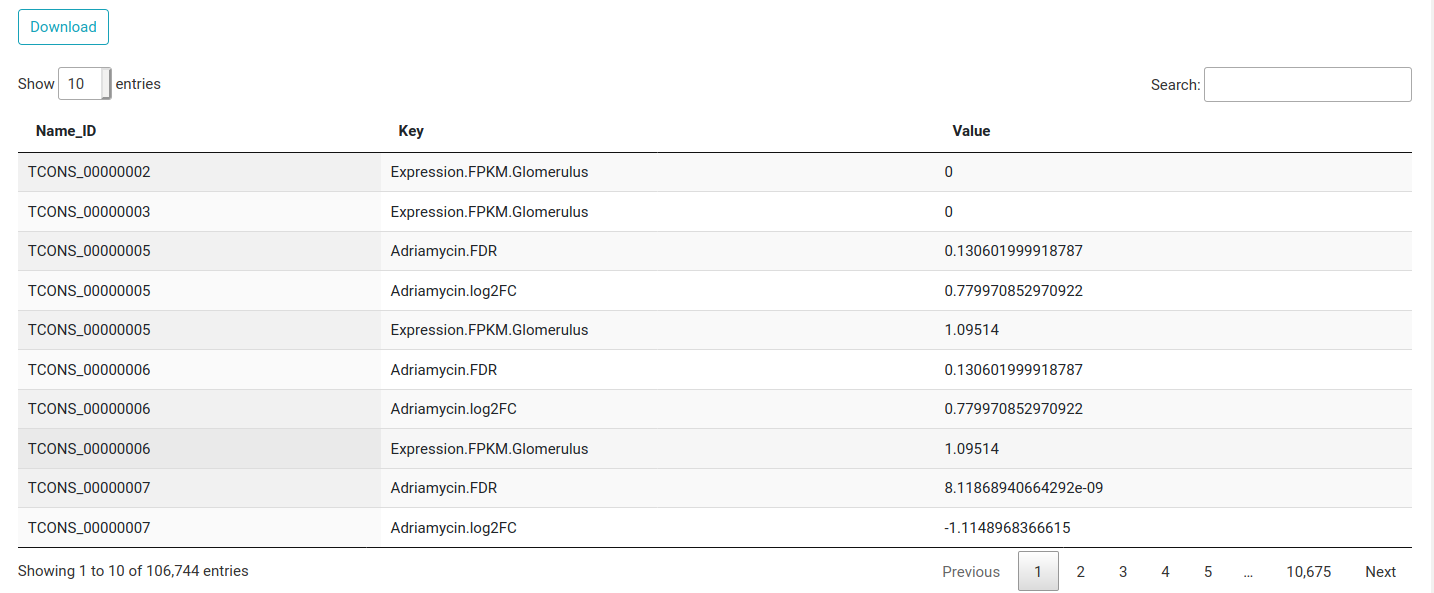 Download
Show 10 entries Search:
Name_ID Key Value
TCONS_00000002 Expression.FPKM.Glomerulus 0
TCONS_00000003 Expression.FPKM.Glomerulus 0
TCONS_00000005 Adriamycin.FDR 0.130601999918787
TCONS_00000005 Adriamycin.log2FC 0.779970852970922
TCONS_00000005 Expression.FPKM.Glomerulus 1.09514
TCONS_00000006 Adriamycin.FDR 0.130601999918787
TCONS_00000006 Adriamycin.log2FC 0.779970852970922
TCONS_00000006 Expression.FPKM.Glomerulus 1.09514
TCONS_00000007 Adriamycin.FDR 8.11868940664292e-09
TCONS_00000007 Adriamycin.log2FC -1.1148968366615
Showing 1 to 10 of 106,744 entries Previous 1 2 3 4 5 … 10,675 Next